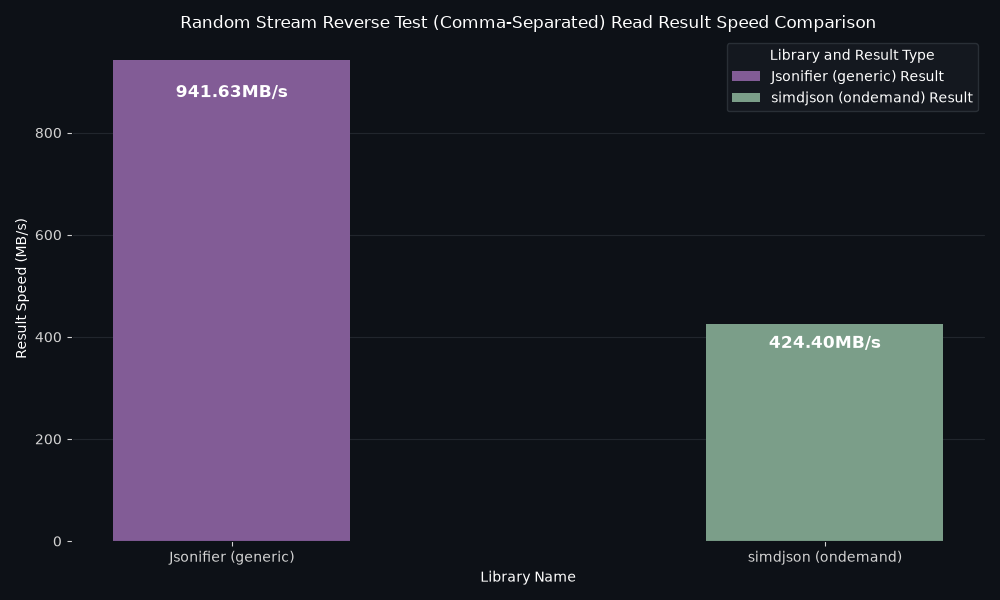 Random Stream Reverse Test (Comma-Separated) Read Result Speed Comparison
Library and Result Type
Jsonifier (generic) Result
simdjson (ondemand) Result
941.63MB/s
424.40MB/s
Result Speed (MB/s)
800
600
400
200
0
Jsonifier (generic)
simdjson (ondemand)
Library Name